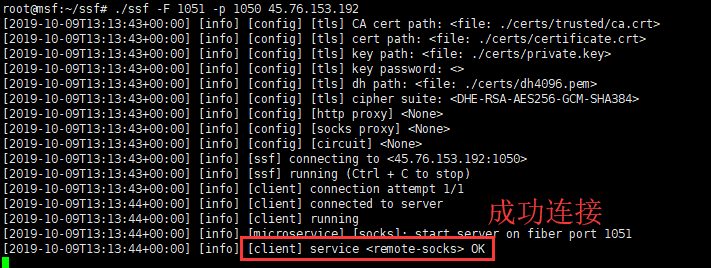 root@msf:~/ssf# ./ssf -F 1051 -p 1050 45.76.153.192
[2019-10-09T13:13:43+00:00] [info] [config] [tls] CA cert path: <file: ./certs/trusted/ca.crt>
[2019-10-09T13:13:43+00:00] [info] [config] [tls] cert path: <file: ./certs/certificate.crt>
[2019-10-09T13:13:43+00:00] [info] [config] [tls] key path: <file: ./certs/private.key>
[2019-10-09T13:13:43+00:00] [info] [config] [tls] key password: <>
[2019-10-09T13:13:43+00:00] [info] [config] [tls] dh path: <file: ./certs/dh4096.pem>
[2019-10-09T13:13:43+00:00] [info] [config] [tls] cipher suite: <DHE-RSA-AES256-GCM-SHA384>
[2019-10-09T13:13:43+00:00] [info] [config] [http proxy] <None>
[2019-10-09T13:13:43+00:00] [info] [config] [socks proxy] <None>
[2019-10-09T13:13:43+00:00] [info] [config] [circuit] <None>
[2019-10-09T13:13:43+00:00] [info] [ssf] connecting to <45.76.153.192:1050>
[2019-10-09T13:13:43+00:00] [info] [ssf] running (Ctrl + C to stop)
[2019-10-09T13:13:43+00:00] [info] [client] connection attempt 1/1
[2019-10-09T13:13:44+00:00] [info] [client] connected to server
[2019-10-09T13:13:44+00:00] [info] [client] running
成功连接
[2019-10-09T13:13:44+00:00] [info] [microservice] [socks]: start server on fiber port 1051
[2019-10-09T13:13:44+00:00] [info] [client] service <remote-socks> OK